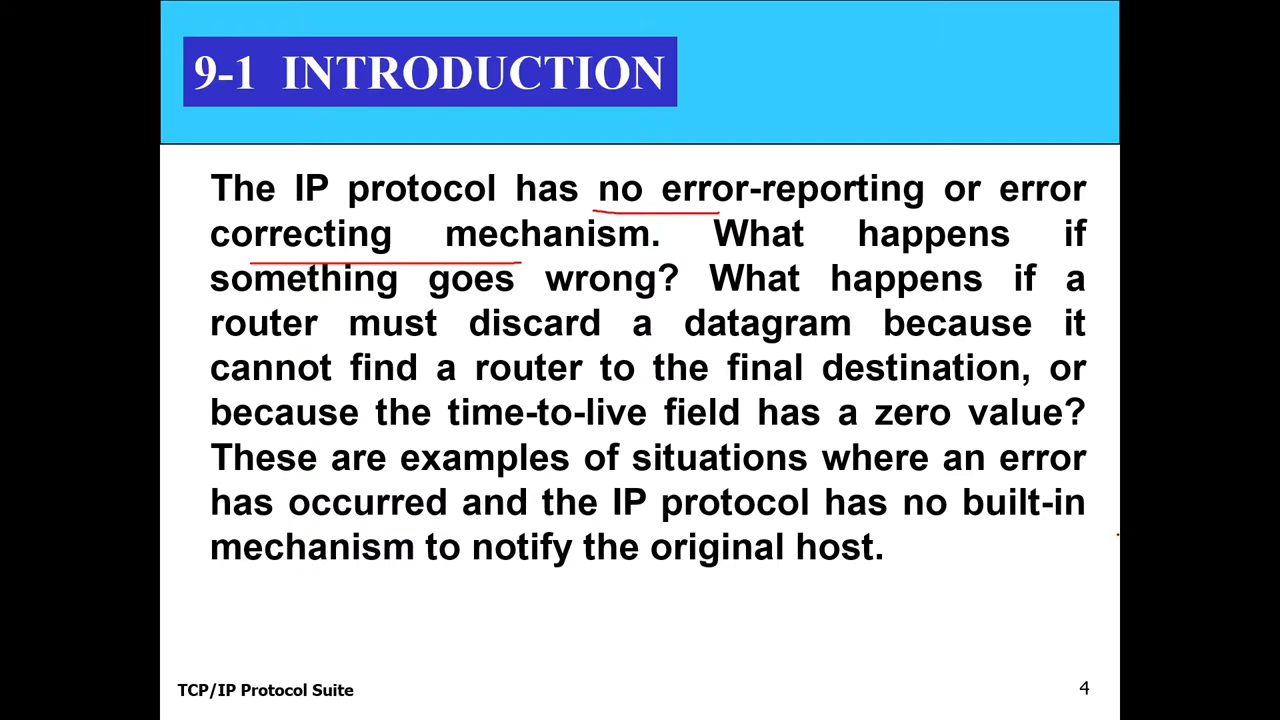 9-1 INTRODUCTION
The IP protocol has no error-reporting or error
correcting mechanism. What happens if
something goes wrong? What happens if a
router must discard a datagram because it
cannot find a router to the final destination, or
because the time-to-live field has a zero value?
These are examples of situations where an error
has occurred and the IP protocol has no built-in
mechanism to notify the original host.
TCP/IP Protocol Suite
4